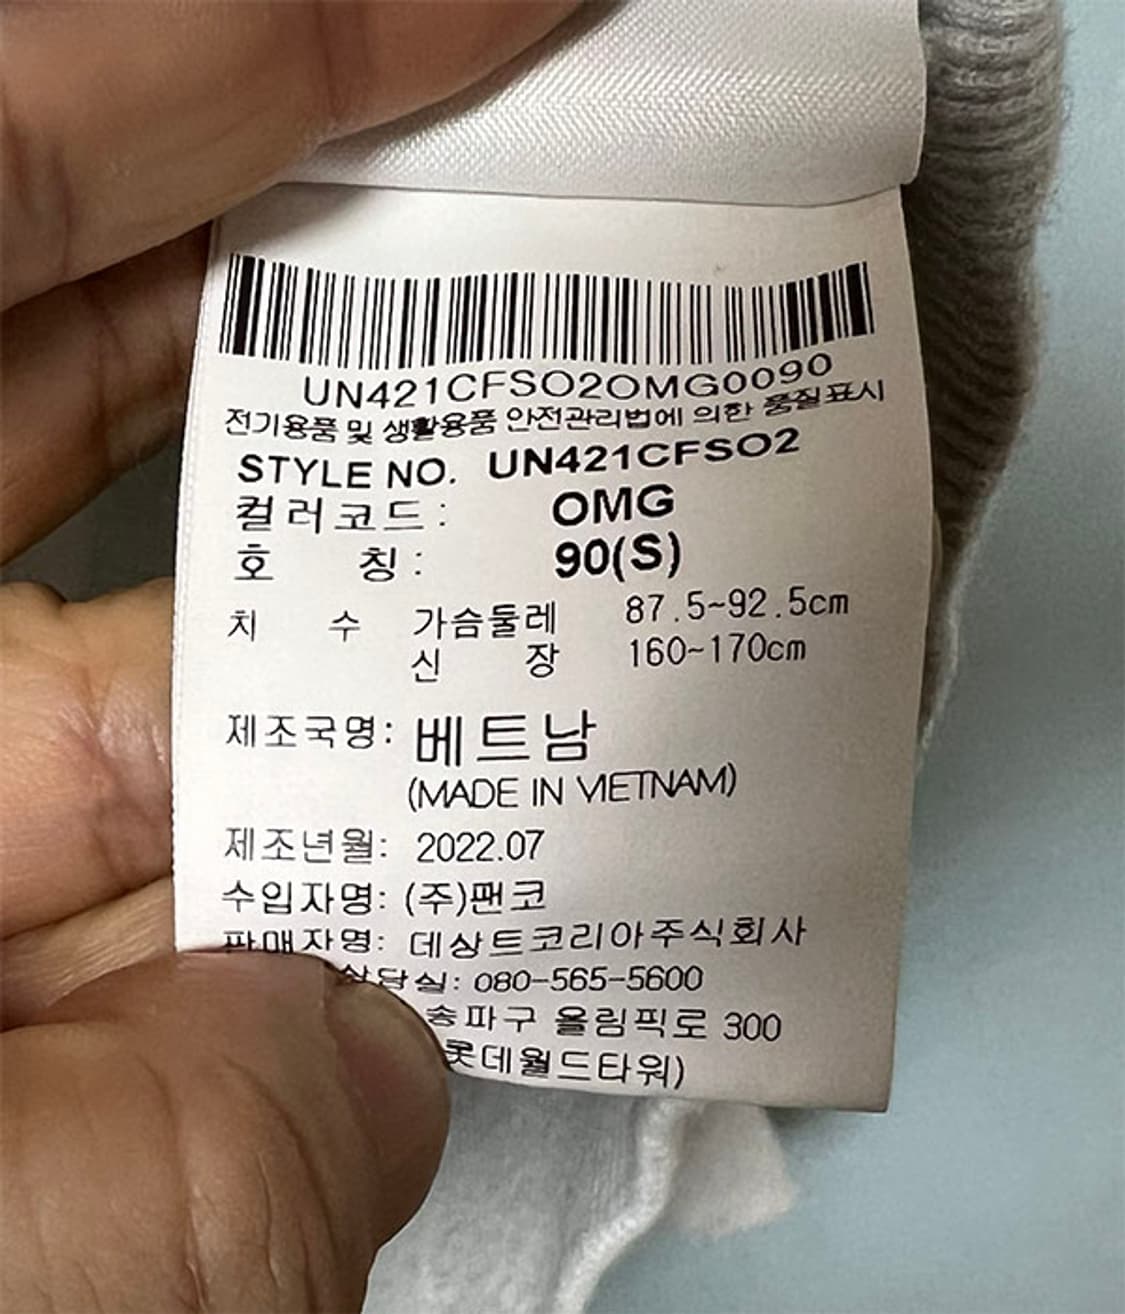 UN421CFSO2OMG0090
전기용품 및 생활용품 안전관리법에 의한 품질표시
STYLE NO. UN421CFSO2
컬러코드: OMG
호 칭: 90(S)
치 수 가슴둘레 87.5~92.5cm
신 장 160~170cm
제조국명: 베트남
(MADE IN VIETNAM)
제조년월: 2022.07
수입자명: (주)팬코
판매자명: 데상트코리아주식회사
상담실: 080-565-5600
송파구 올림픽로 300
롯데월드타워)